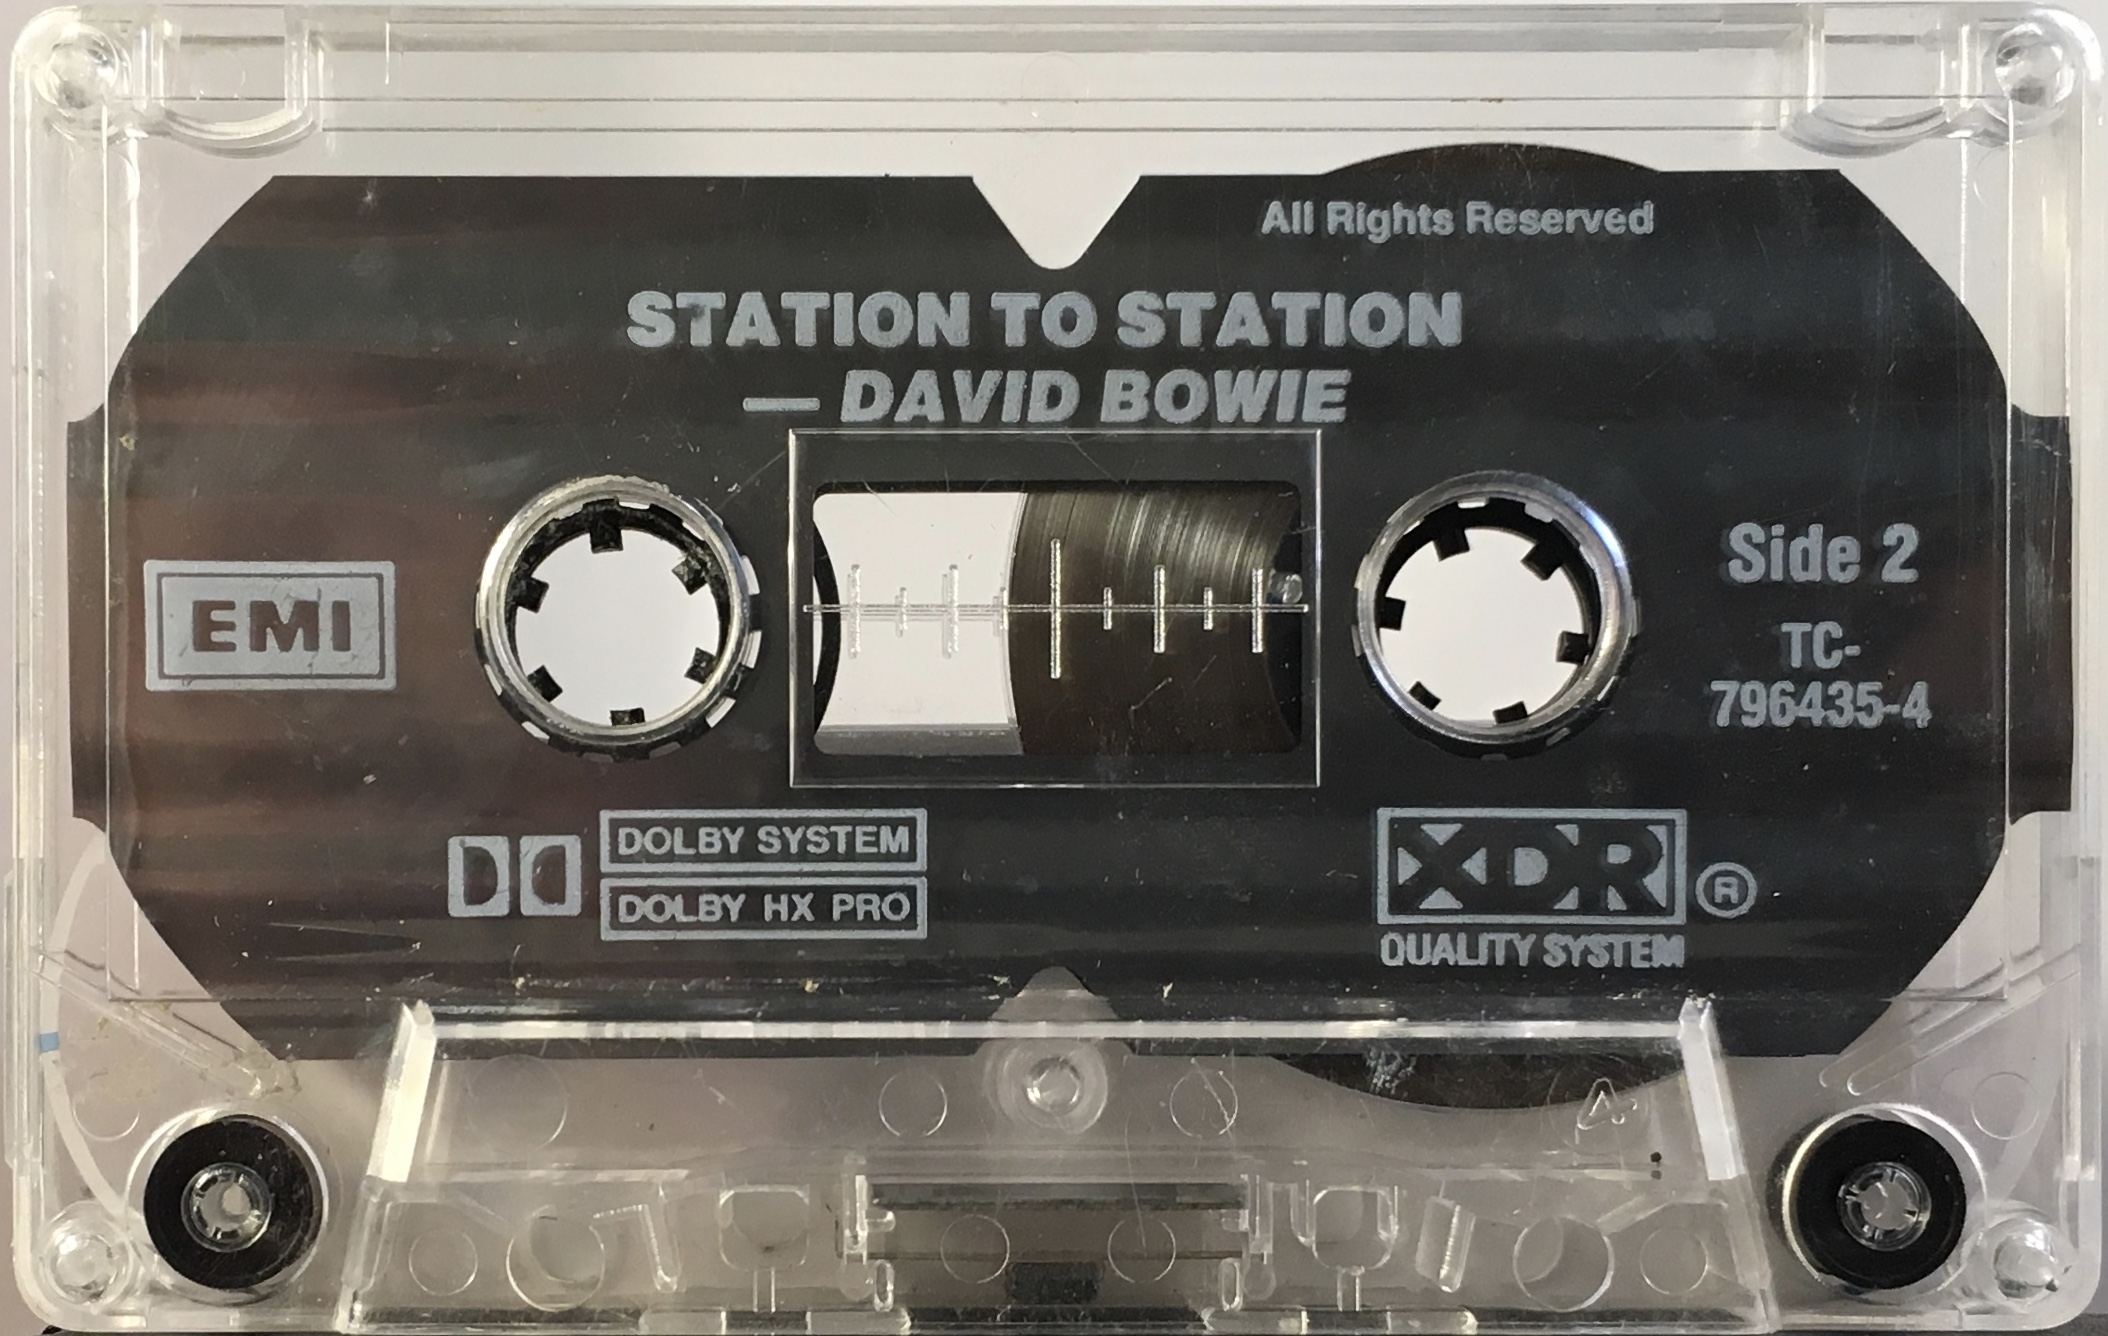 All Rights Reserved
STATION TO STATION
— DAVID BOWIE
EMI
Side 2
TC-
796435-4
DOLBY SYSTEM
DOLBY HX PRO
XDR®
QUALITY SYSTEM